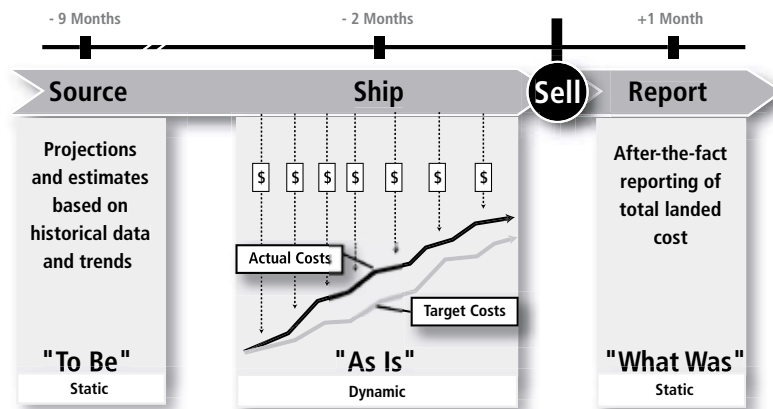 - 9 Months
- 2 Months
+1 Month
Source
Ship
Sell
Report
Projections
and estimates
based on
historical data
and trends
$ $ $ $ $ $ $
Actual Costs
Target Costs
After-the-fact
reporting of
total landed
cost
"To Be"
Static
"As Is"
Dynamic
"What Was"
Static